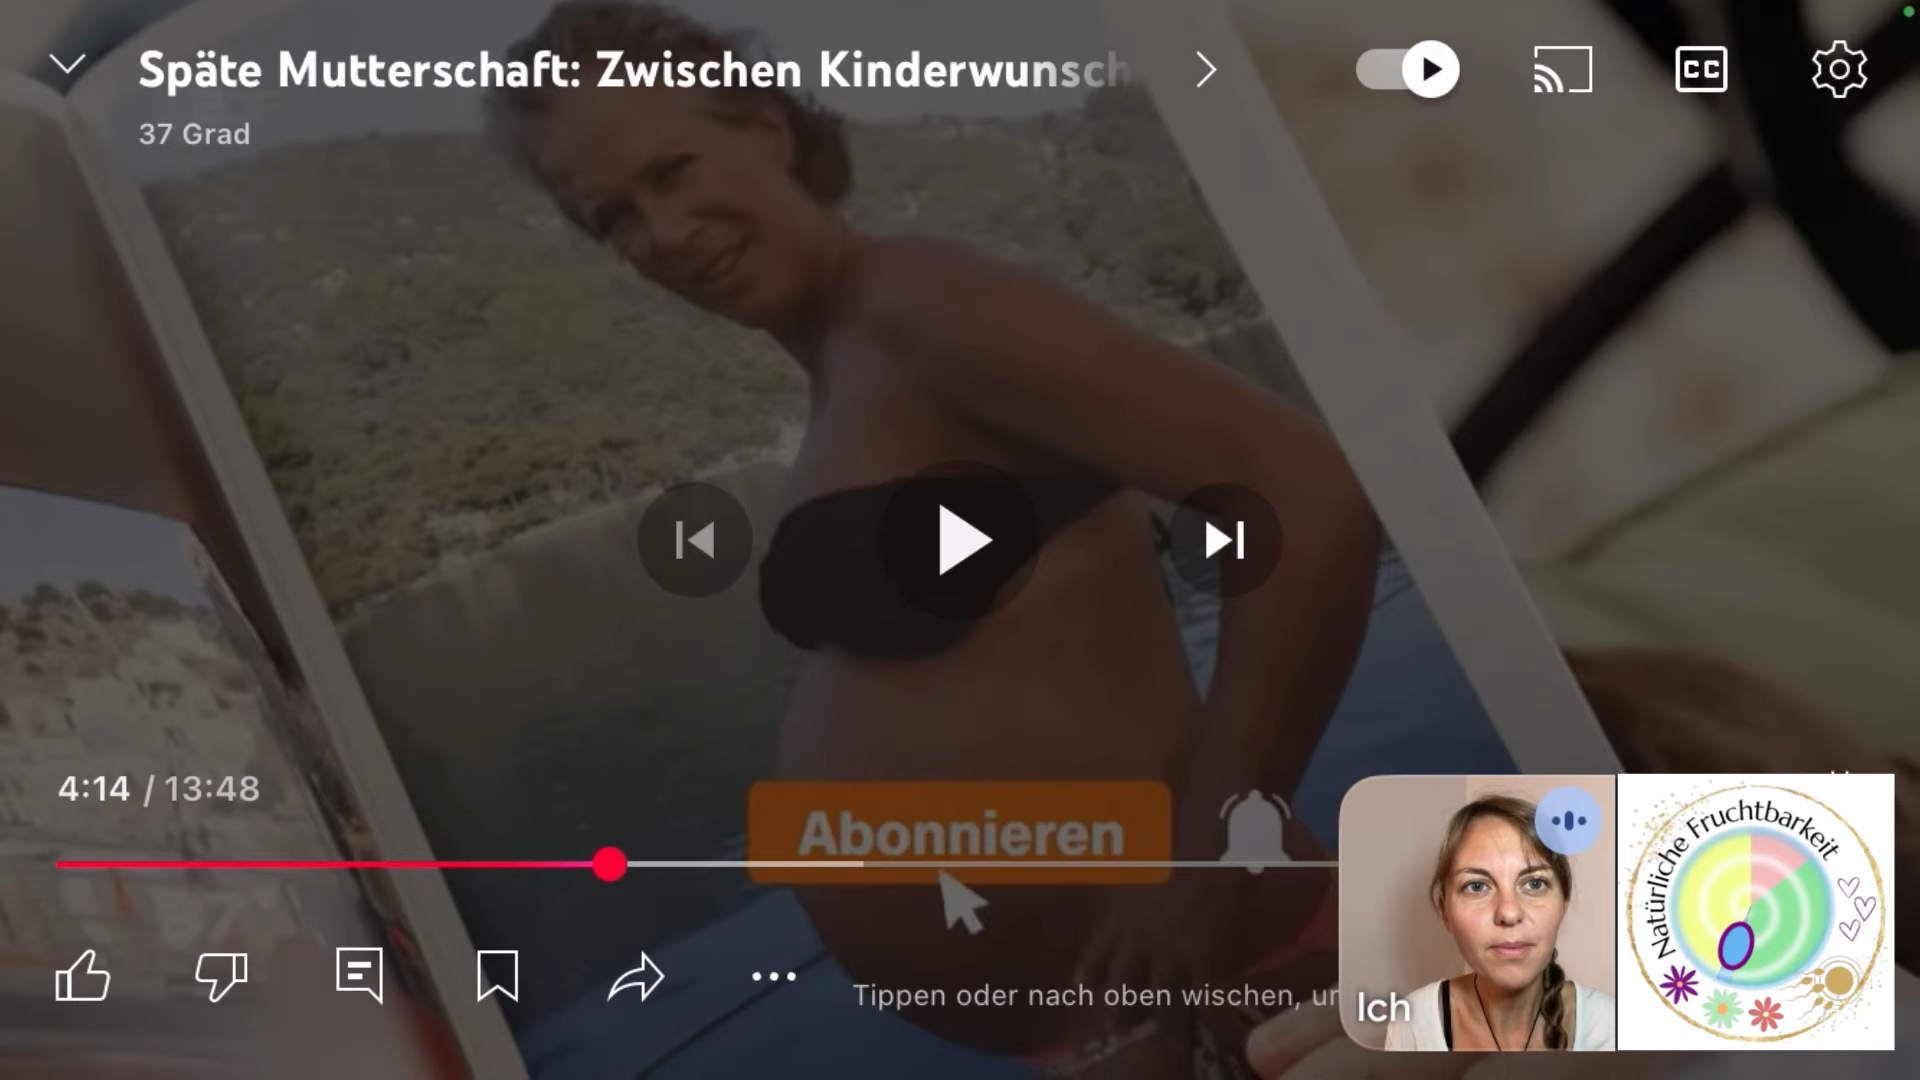 Späte Mutterschaft: Zwischen Kinderwunsch
37 Grad
CC
4:14 / 13:48
Abonnieren
Tippen oder nach oben wischen, un
Ich
Natürliche Fruchtbarkeit